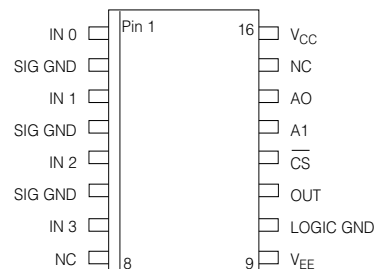 IN 0 Pin 1 16 VCC
SIG GND NC
IN 1 AO
SIG GND A1
IN 2 C̅S̅
SIG GND OUT
IN 3 LOGIC GND
NC 8 9 VEE